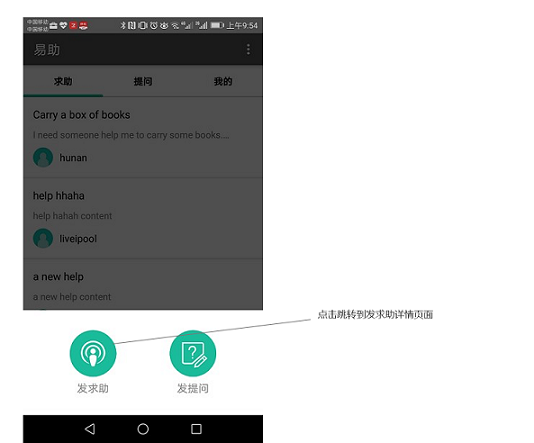 中国移动
中国移动
上午9:54
易助
求助 提问 我的
Carry a box of books
I need someone help me to carry some books....
hunan
help hhaha
help hahah content
liveipool
a new help
a new help content
点击跳转到发求助详情页面
发求助 发提问